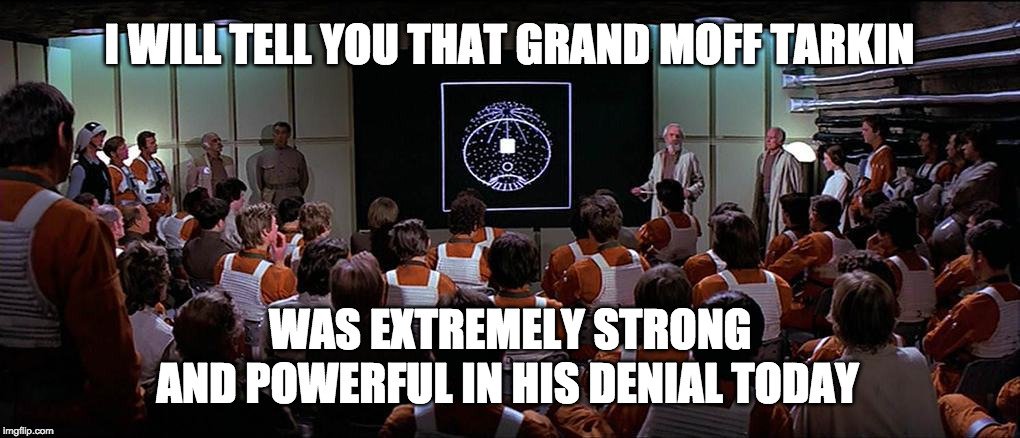 I WILL TELL YOU THAT GRAND MOFF TARKIN
WAS EXTREMELY STRONG
AND POWERFUL IN HIS DENIAL TODAY
imgflip.com